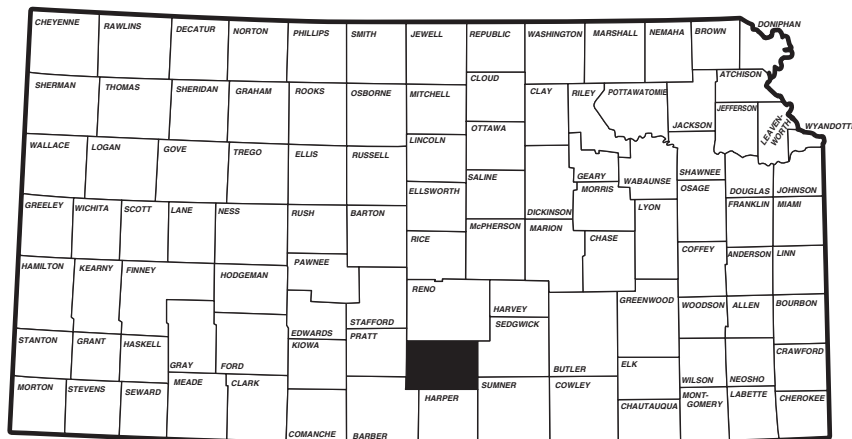 CHEYENNE RAWLINS DECATUR NORTON PHILLIPS SMITH JEWELL REPUBLIC WASHINGTON MARSHALL NEMAHA BROWN DONIPHAN
CLOUD ATCHISON
SHERMAN THOMAS SHERIDAN GRAHAM ROOKS OSBORNE MITCHELL CLAY RILEY POTTAWATOMIE
JEFFERSON
OTTAWA JACKSON LEAVEN-
WORTH
WYANDOTT
LINCOLN
WALLACE LOGAN GOVE TREGO ELLIS RUSSELL
SALINE GEARY WABAUNSE SHAWNEE
ELLSWORTH MORRIS OSAGE DOUGLAS JOHNSON
GREELEY WICHITA SCOTT LANE NESS RUSH BARTON DICKINSON LYON FRANKLIN MIAMI
McPHERSON MARION
RICE CHASE
COFFEY ANDERSON LINN
HAMILTON KEARNY FINNEY HODGEMAN PAWNEE
RENO HARVEY GREENWOOD WOODSON ALLEN BOURBON
STAFFORD SEDGWICK
EDWARDS PRATT
STANTON GRANT HASKELL KIOWA
GRAY FORD BUTLER ELK CRAWFORD
MORTON STEVENS SEWARD MEADE CLARK SUMNER COWLEY WILSON NEOSHO
HARPER MONT-
GOMERY LABETTE CHEROKEE
CHAUTAUQUA
COMANCHE BARBER